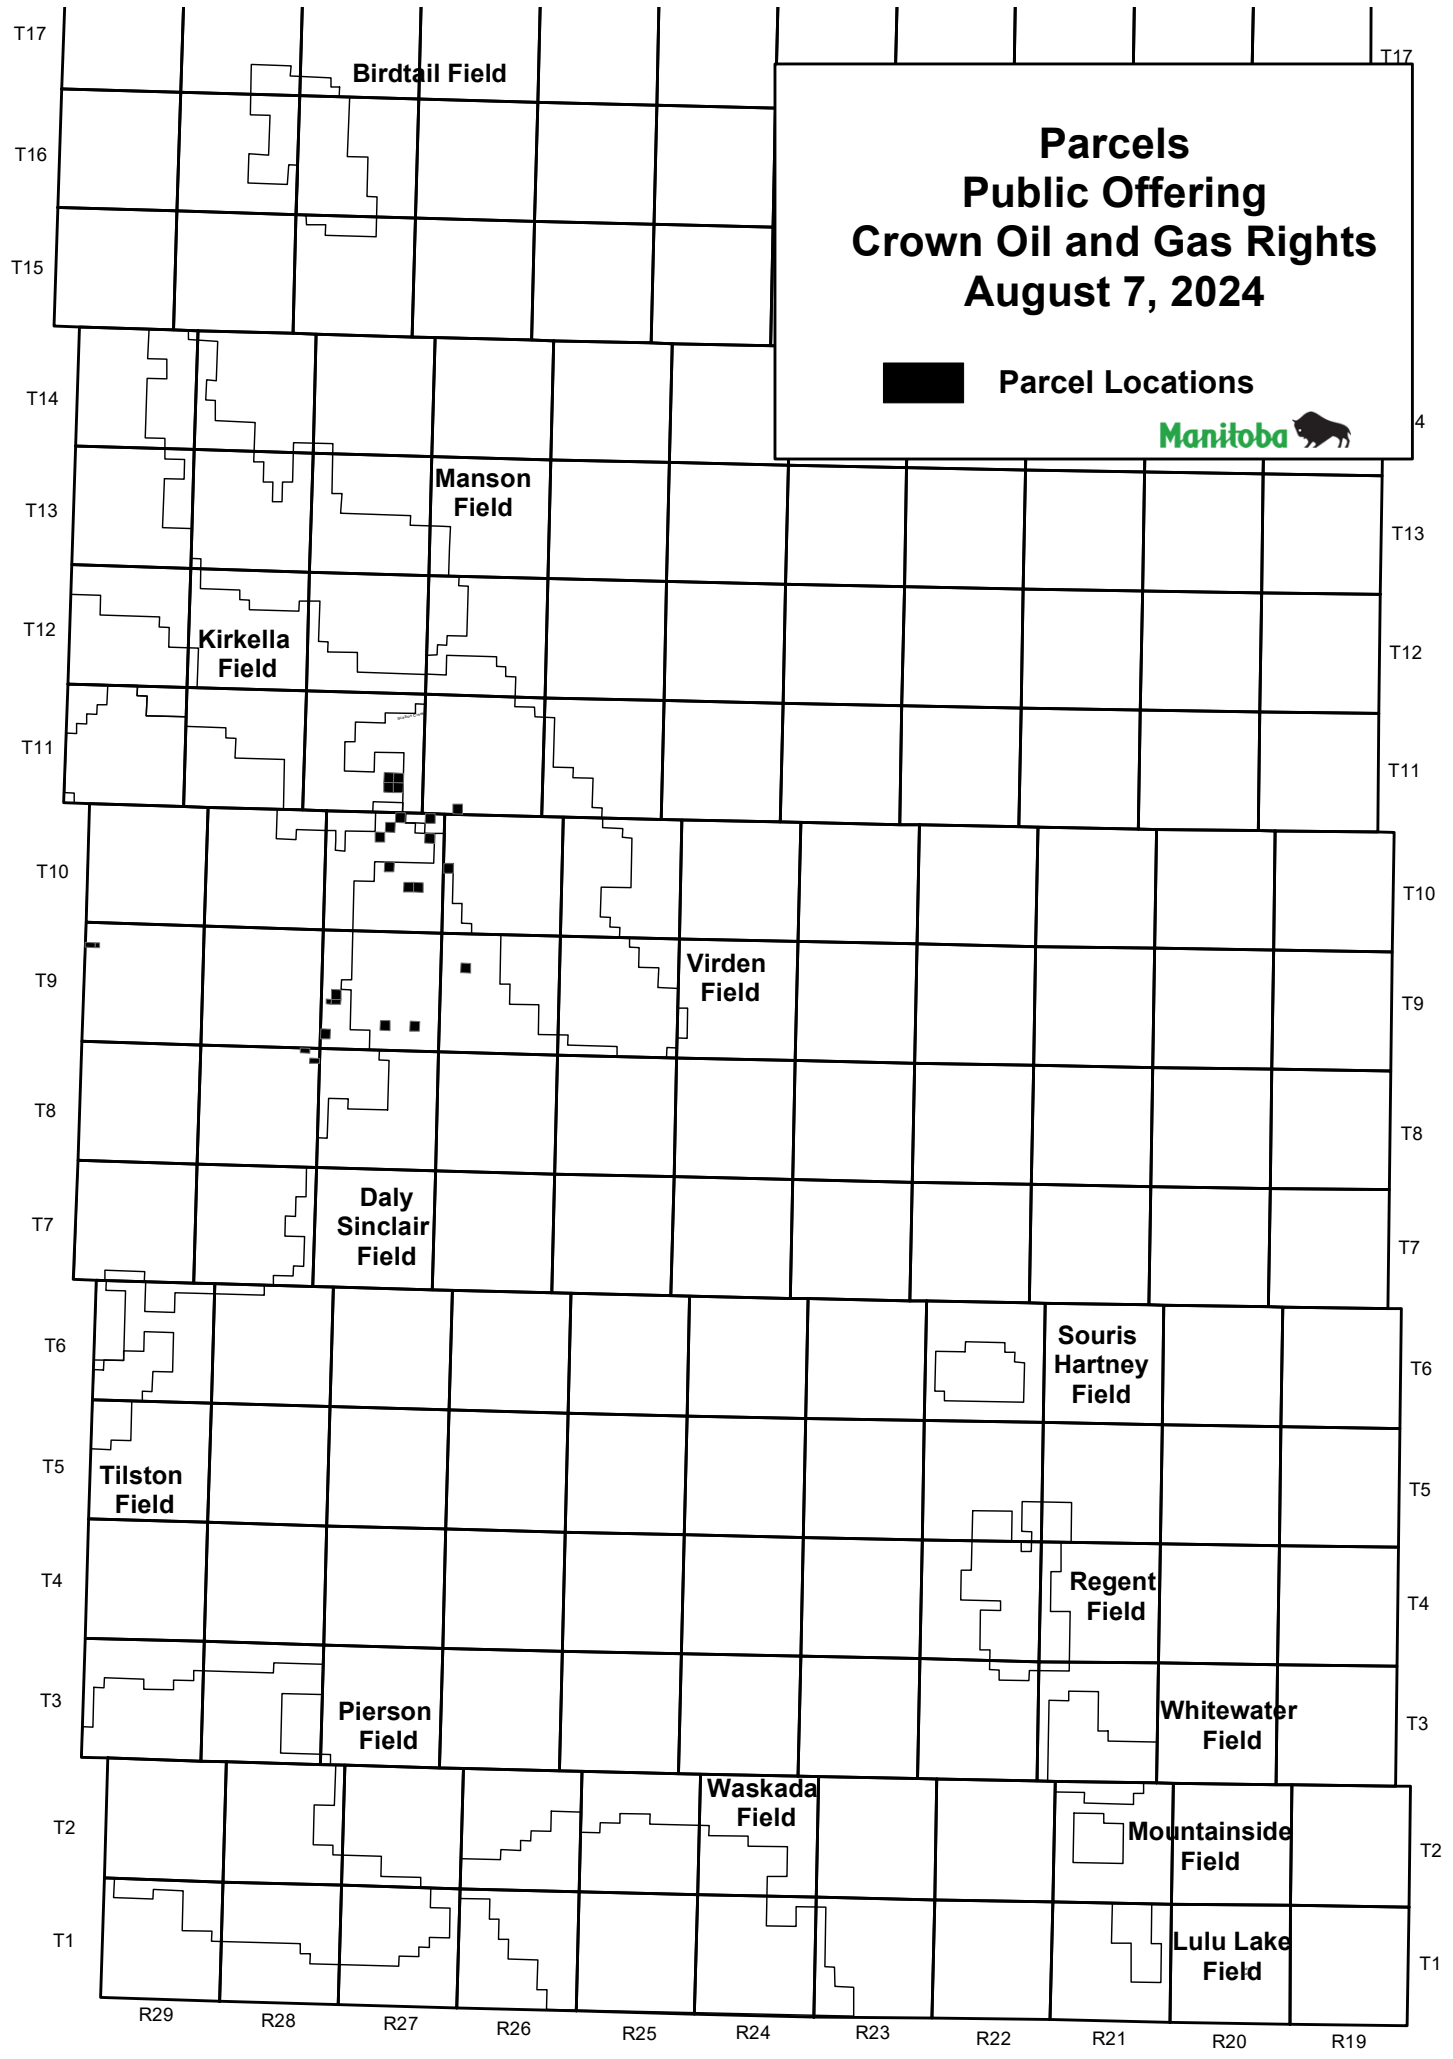 T17
Birdtail Field
T17
Parcels
Public Offering
Crown Oil and Gas Rights
August 7, 2024
Parcel Locations
Manitoba
T16
T15
T14
4
Manson
Field
T13
T13
T12
Kirkella
Field
T12
T11
T11
T10
T10
T9
Virden
Field
T9
T8
T8
T7
Daly
Sinclair
Field
T7
T6
Souris
Hartney
Field
T6
T5
Tilston
Field
T5
T4
Regent
Field
T4
T3
Pierson
Field
Whitewater
Field
T3
Waskada
Field
T2
Mountainside
Field
T2
T1
Lulu Lake
Field
T1
R29
R28
R27
R26
R25
R24
R23
R22
R21
R20
R19